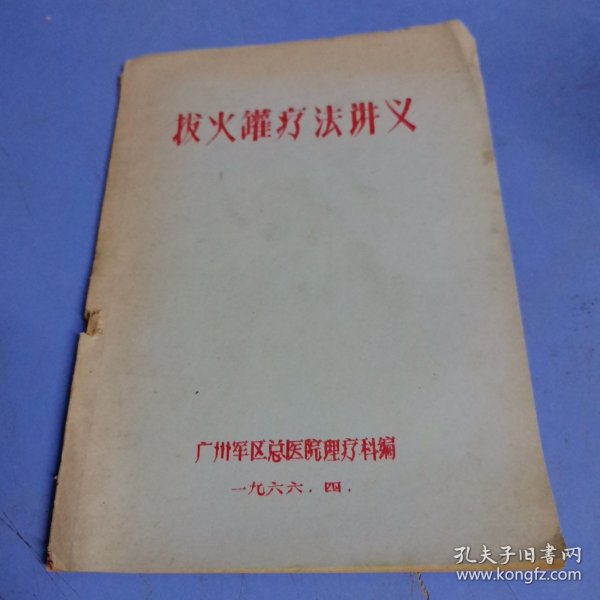 拔火罐疗法讲义
广州军区总医院理疗科编
一九六六.四.
孔夫子旧书网
www.kongfz.com